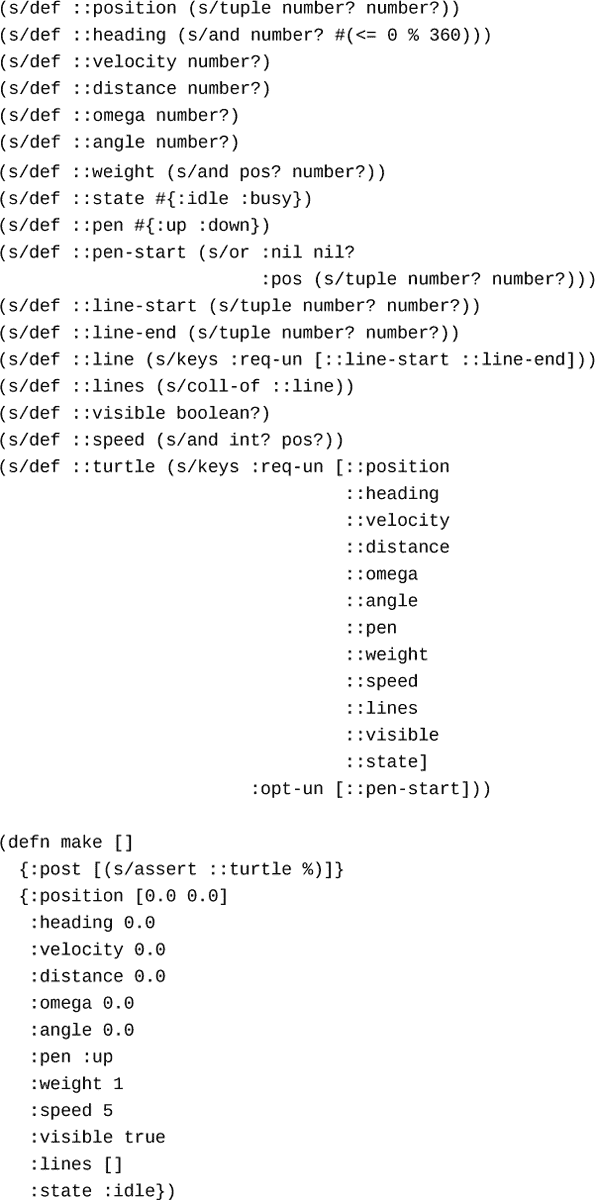 (s/def ::position (s/tuple number? number?))
(s/def ::heading (s/and number? #(<= 0 % 360)))
(s/def ::velocity number?)
(s/def ::distance number?)
(s/def ::omega number?)
(s/def ::angle number?)
(s/def ::weight (s/and pos? number?))
(s/def ::state #{:idle :busy})
(s/def ::pen #{:up :down})
(s/def ::pen-start (s/or :nil nil?
                         :pos (s/tuple number? number?)))
(s/def ::line-start (s/tuple number? number?))
(s/def ::line-end (s/tuple number? number?))
(s/def ::line (s/keys :req-un [::line-start ::line-end]))
(s/def ::lines (s/coll-of ::line))
(s/def ::visible boolean?)
(s/def ::speed (s/and int? pos?))
(s/def ::turtle (s/keys :req-un [::position
                                 ::heading
                                 ::velocity
                                 ::distance
                                 ::omega
                                 ::angle
                                 ::pen
                                 ::weight
                                 ::speed
                                 ::lines
                                 ::visible
                                 ::state]
                        :opt-un [::pen-start]))

(defn make []
  {:post [(s/assert ::turtle %)]}
  {:position [0.0 0.0]
   :heading 0.0
   :velocity 0.0
   :distance 0.0
   :omega 0.0
   :angle 0.0
   :pen :up
   :weight 1
   :speed 5
   :visible true
   :lines []
   :state :idle})